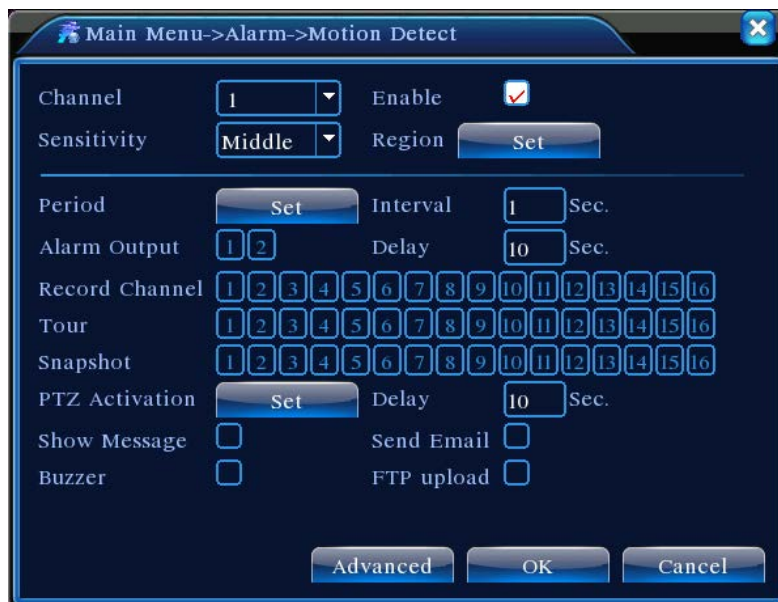 Main Menu->Alarm->Motion Detect
Channel 1 Enable
Sensitivity Middle Region Set
Period Set Interval 1 Sec.
Alarm Output 1 2 Delay 10 Sec.
Record Channel 1 2 3 4 5 6 7 8 9 10 11 12 13 14 15 16
Tour 1 2 3 4 5 6 7 8 9 10 11 12 13 14 15 16
Snapshot 1 2 3 4 5 6 7 8 9 10 11 12 13 14 15 16
PTZ Activation Set Delay 10 Sec.
Show Message Send Email
Buzzer FTP upload
Advanced OK Cancel